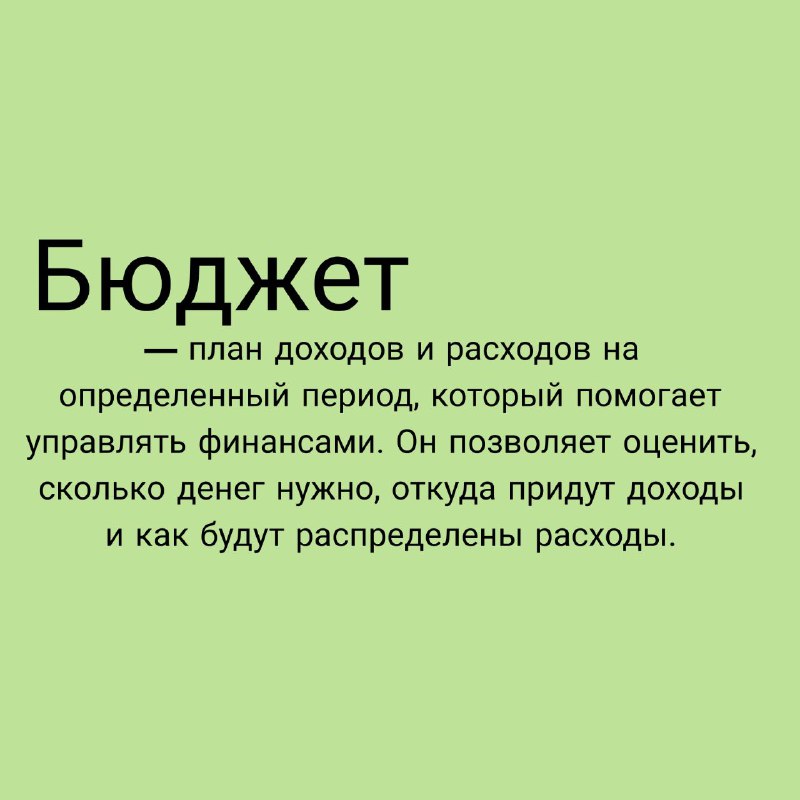 Бюджет
— план доходов и расходов на
определенный период, который помогает
управлять финансами. Он позволяет оценить,
сколько денег нужно, откуда придут доходы
и как будут распределены расходы.